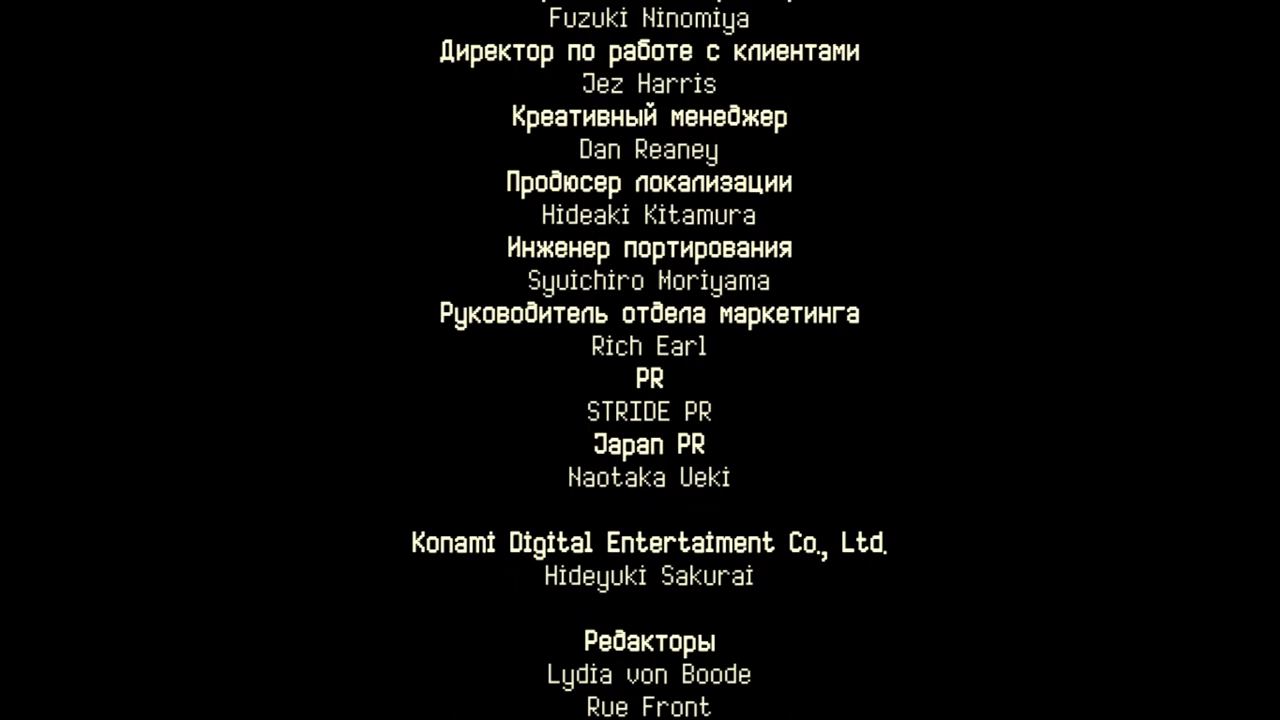 Fuzuki Ninomiya
Директор по работе с клиентами
Jez Harris
Креативный менеджер
Dan Reaney
Продюсер локализации
Hideaki Kitamura
Инженер портирования
Syuichiro Moriyama
Руководитель отдела маркетинга
Rich Earl
PR
STRIDE PR
Japan PR
Naotaka Ueki
Konami Digital Entertaiment Co., Ltd.
Hideyuki Sakurai
Редакторы
Lydia von Boode
Rue Front